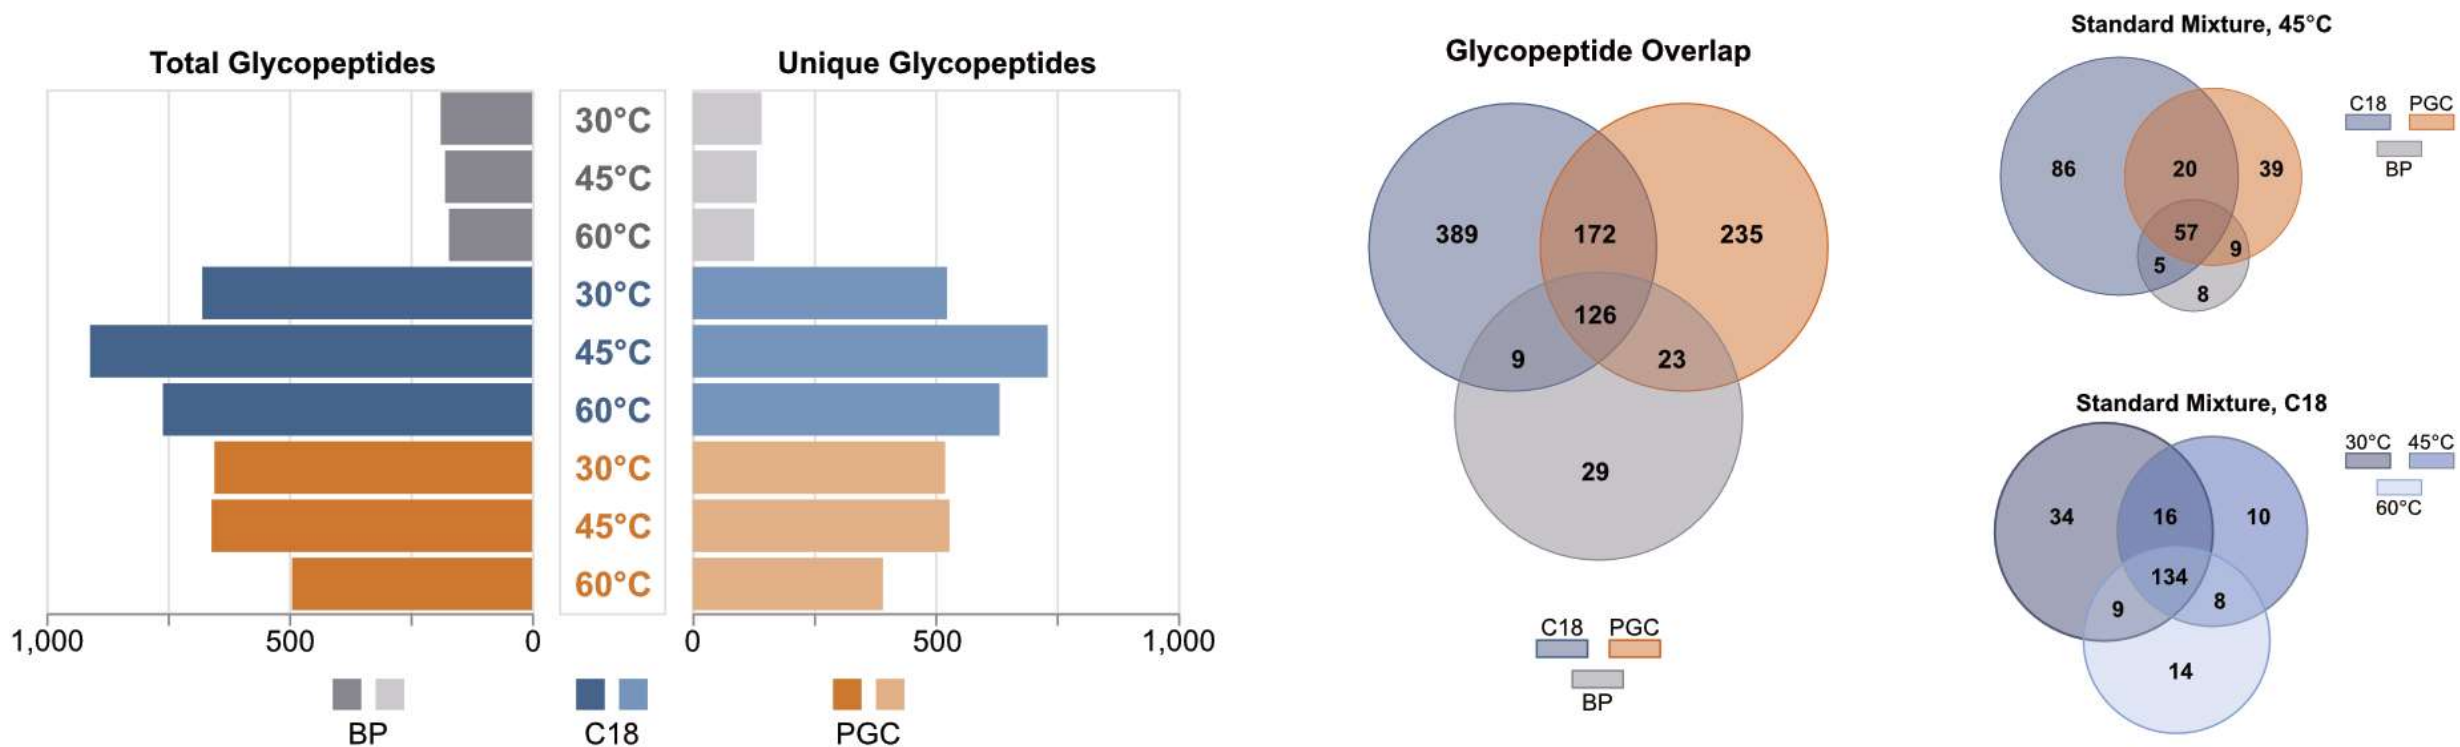 Total Glycopeptides
Unique Glycopeptides
30°C
45°C
60°C
30°C
45°C
60°C
30°C
45°C
60°C
1,000 500 0
0 500 1,000
BP C18 PGC
Glycopeptide Overlap
389 172 235
126
9 23
29
C18 PGC
BP
Standard Mixture, 45°C
C18 PGC
BP
86 20 39
57
9
5
8
Standard Mixture, C18
30°C 45°C
60°C
34 16 10
134
9 8
14